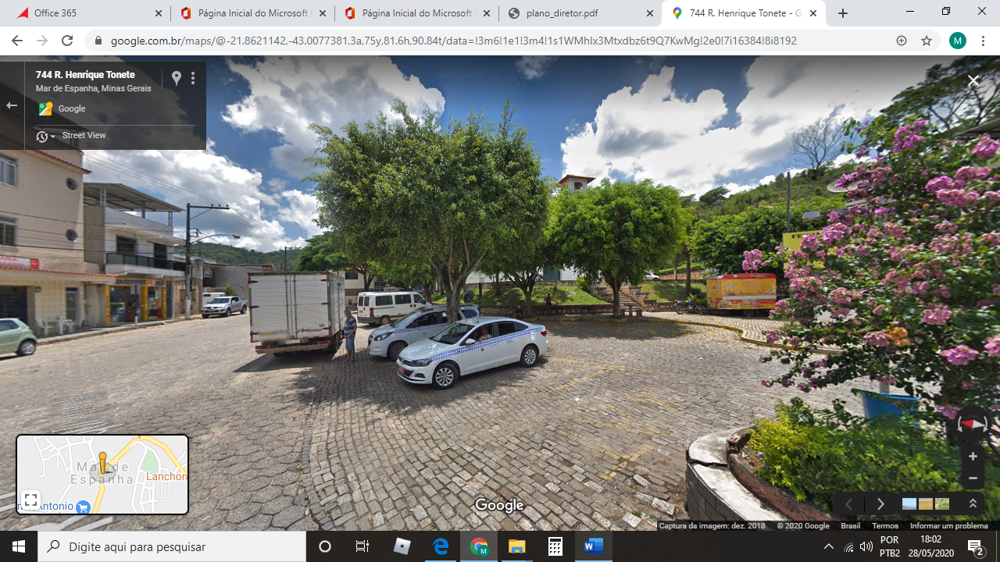 Office 365
Página Inicial do Microsoft
Página Inicial do Microsoft
plano_diretor.pdf
744 R. Henrique Tonete - G
google.com.br/maps/@-21.8621142,-43.0077381,3a,75y,81.6h,90.84t/data=!3m6!1e1!3m4!1s1WMhIx3Mtxdbz6t9Q7KwMg!2e0!7i16384!8i8192
M
744 R. Henrique Tonete
Mar de Espanha, Minas Gerais
Google
Street View
Mar de
Espanha
Lanchon
Antonio
Google
Captura da imagem: dez. 2018 © 2020 Google Brasil Termos Informar um problema
Digite aqui para pesquisar
M
W
POR
PTB2
18:02
28/05/2020
2